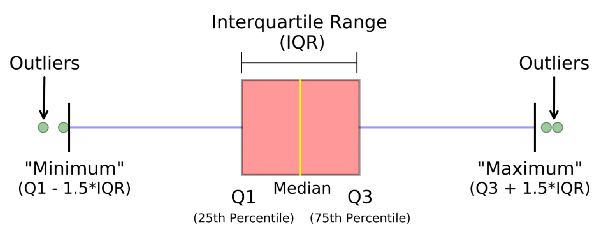 Interquartile Range
(IQR)
Outliers
Outliers
"Minimum"
(Q1 - 1.5*IQR)
"Maximum"
(Q3 + 1.5*IQR)
Q1
Median
Q3
(25th Percentile)
(75th Percentile)